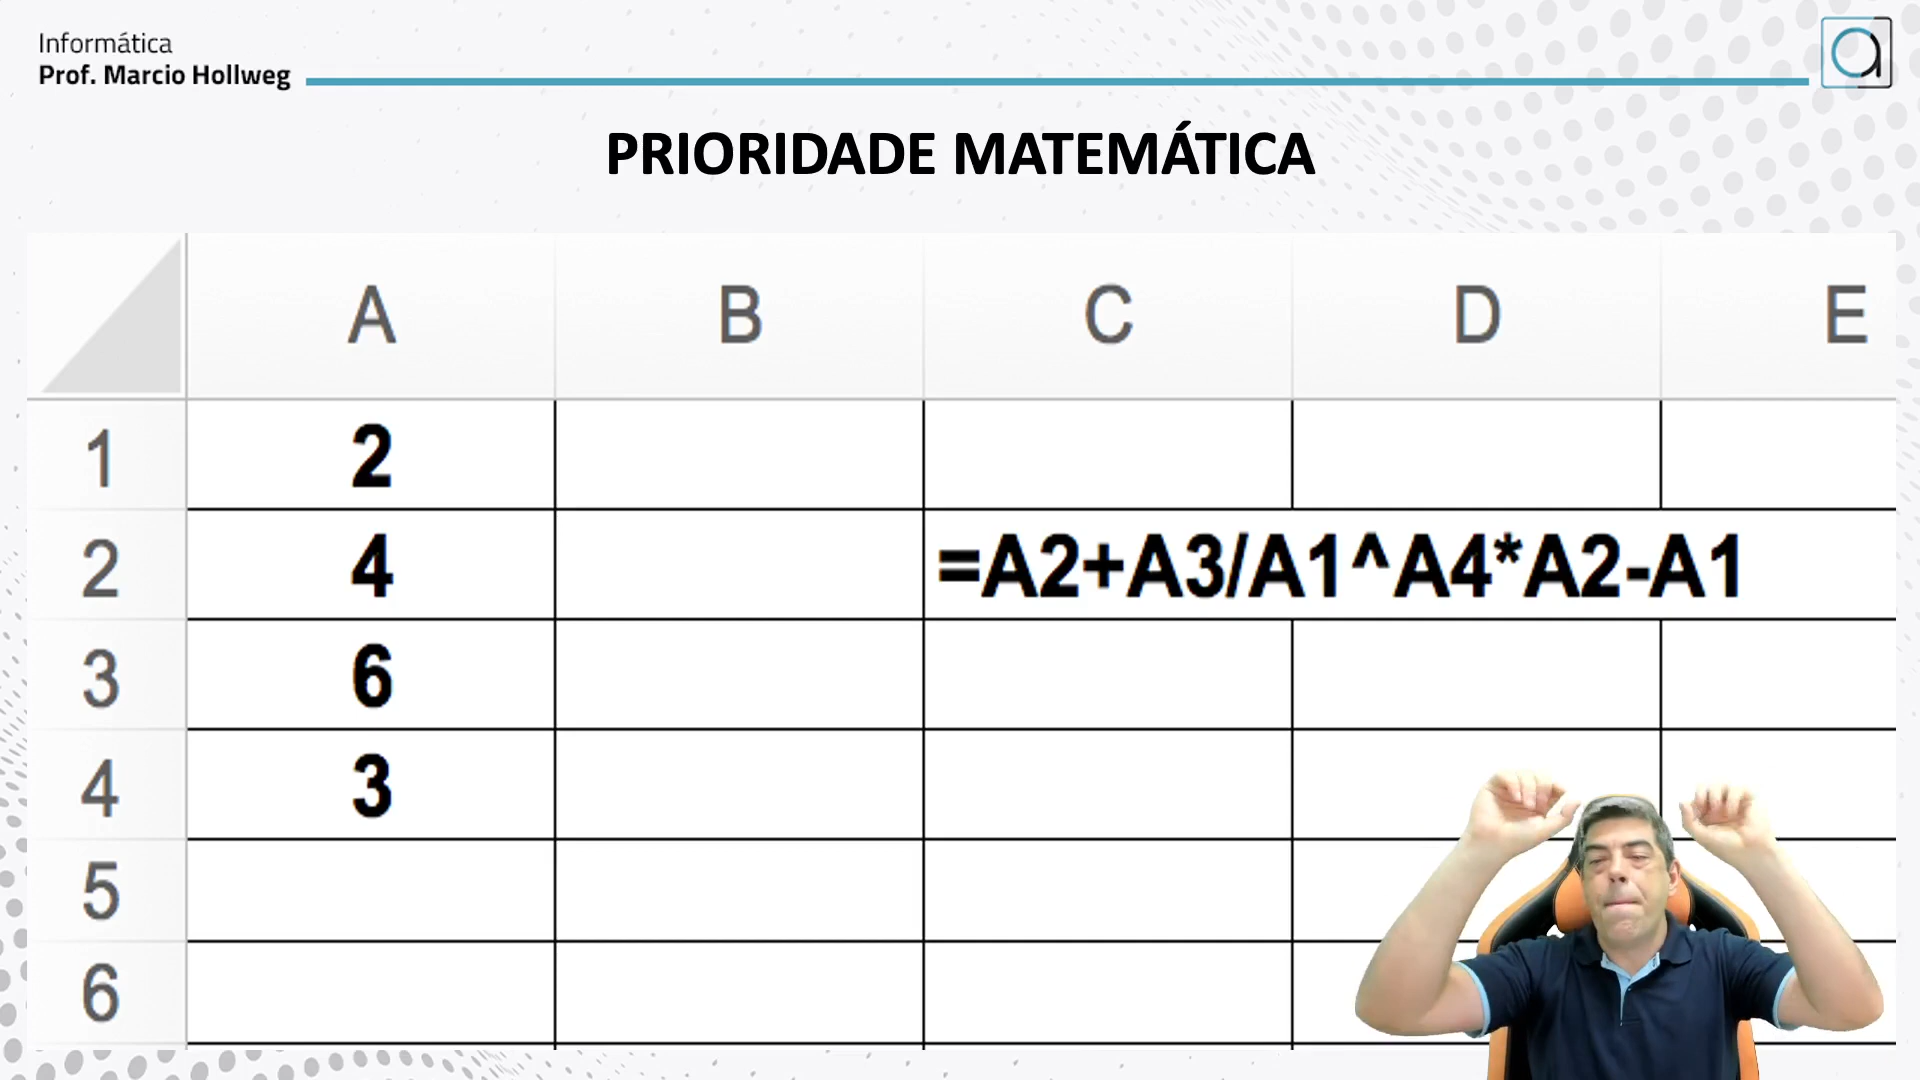 Informática
Prof. Marcio Hollweg
PRIORIDADE MATEMÁTICA
A B C D E
1 2
2 4 =A2+A3/A1^A4*A2-A1
3 6
4 3
5
6